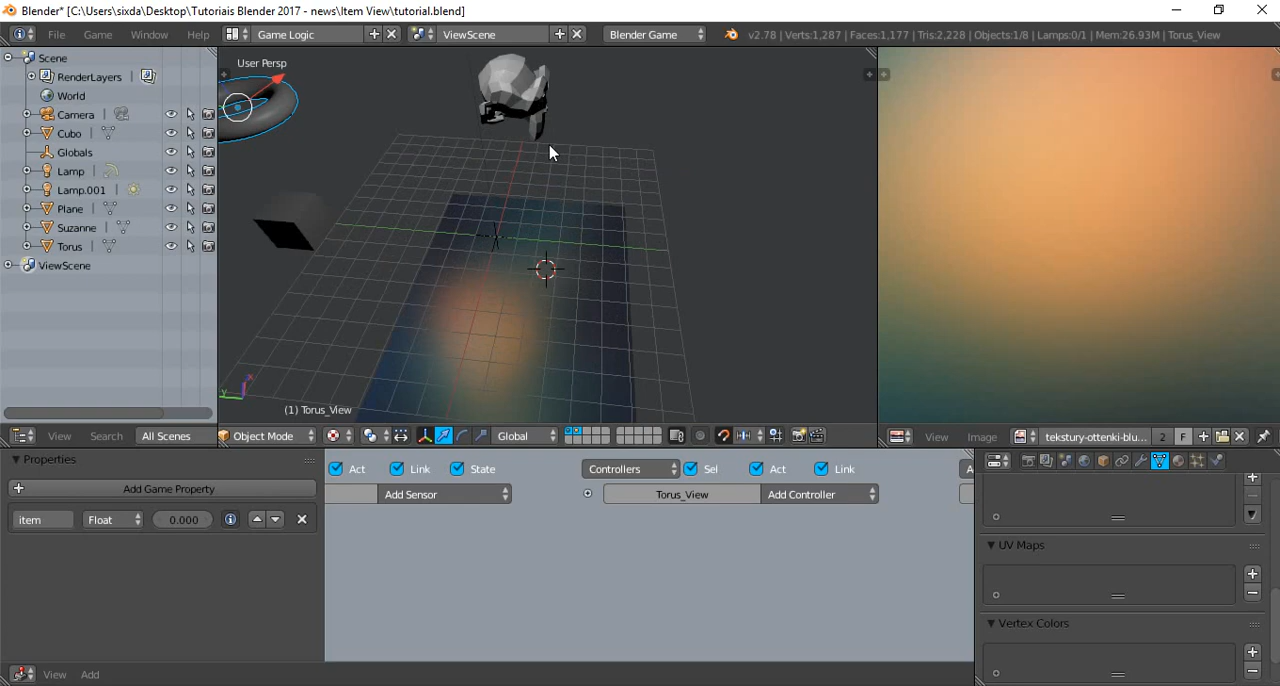 Blender* [C:\Users\sixda\Desktop\Tutoriais Blender 2017 - news\Item View\tutorial.blend]
File Game Window Help Game Logic ViewScene Blender Game v2.78 | Verts:1,287 | Faces:1,177 | Tris:2,228 | Objects:1/8 | Lamps:0/1 | Mem:26.93M | Torus_View
Scene
RenderLayers
World
Camera
Cubo
Globals
Lamp
Lamp.001
Plane
Suzanne
Torus
ViewScene
User Persp
(1) Torus_View
View Search All Scenes Object Mode Global View Image tekstury-ottenki-blu... 2 F
Properties
Add Game Property
item Float 0.000
Act Link State Controllers Sel Act Link
Add Sensor Torus_View Add Controller
UV Maps
Vertex Colors
View Add